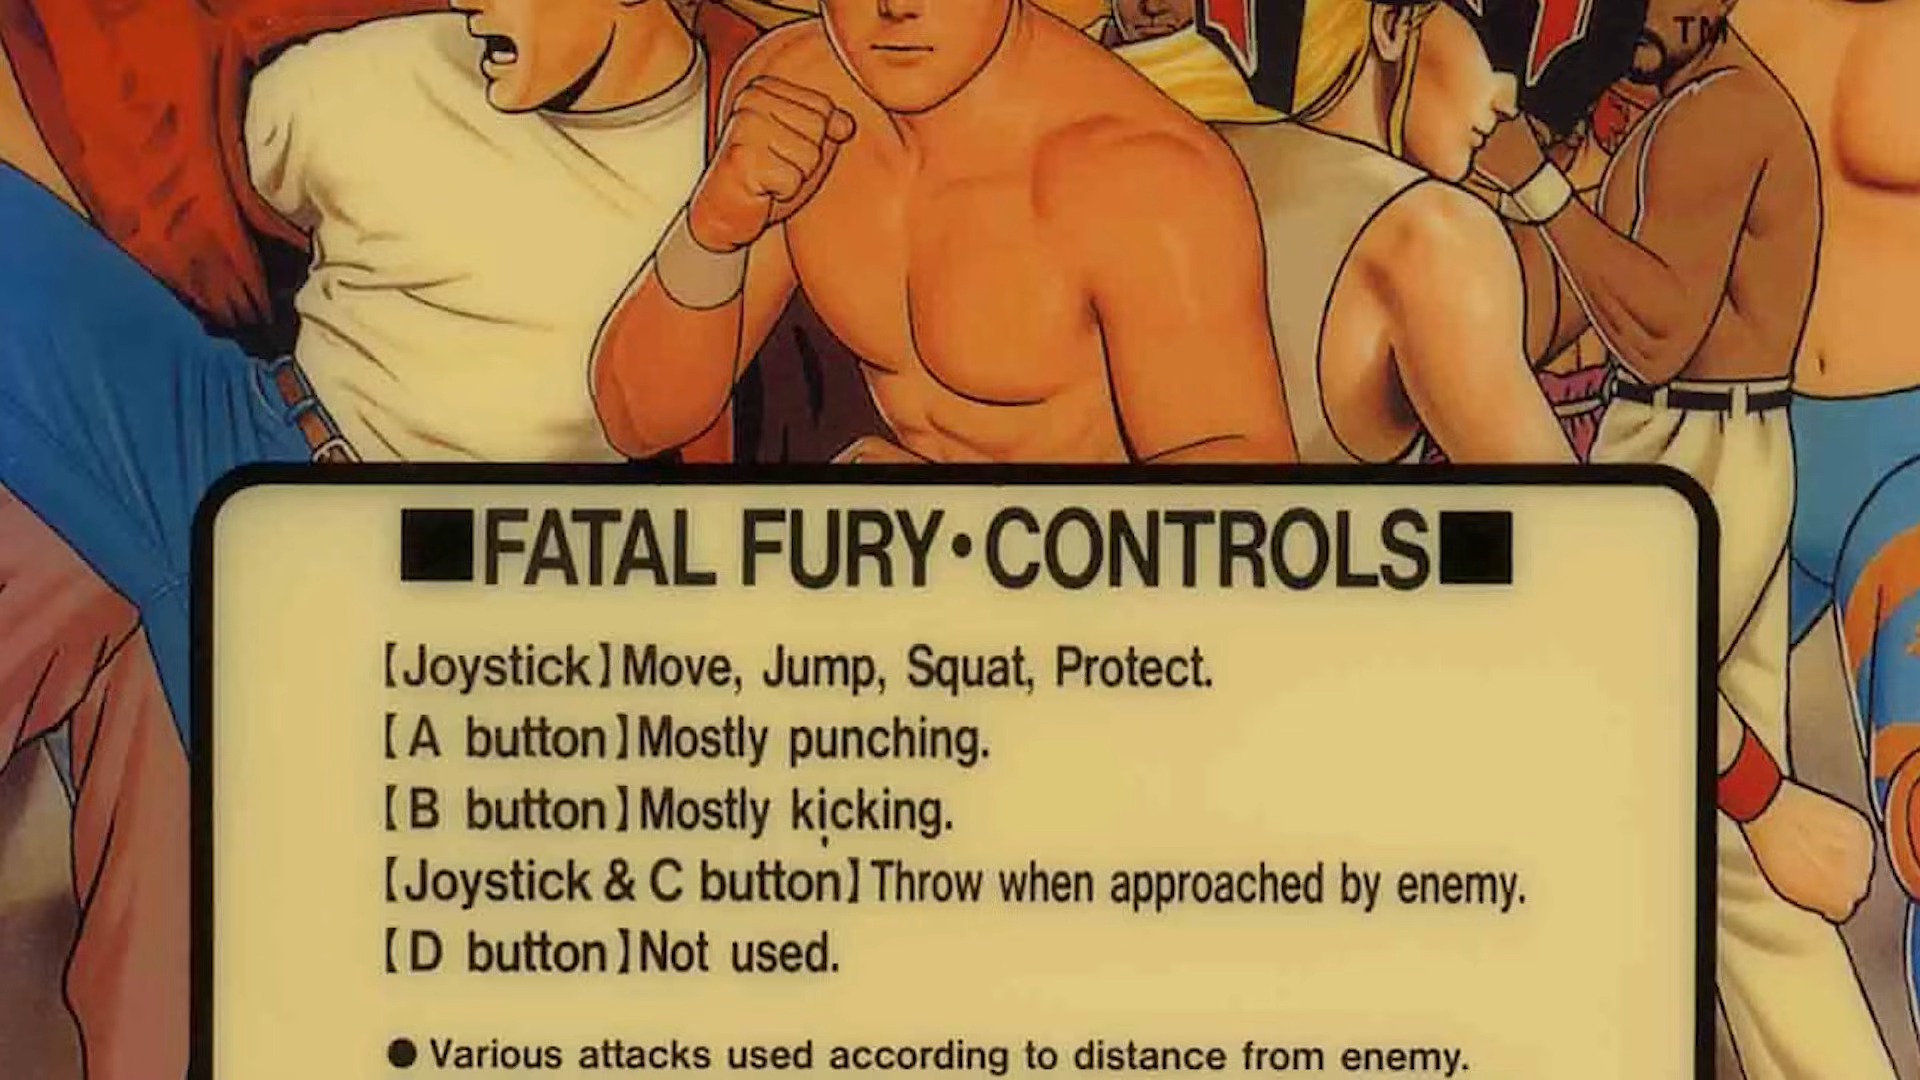 TM
■FATAL FURY・CONTROLS■
【Joystick】Move, Jump, Squat, Protect.
【A button】Mostly punching.
【B button】Mostly kicking.
【Joystick & C button】Throw when approached by enemy.
【D button】Not used.
● Various attacks used according to distance from enemy.